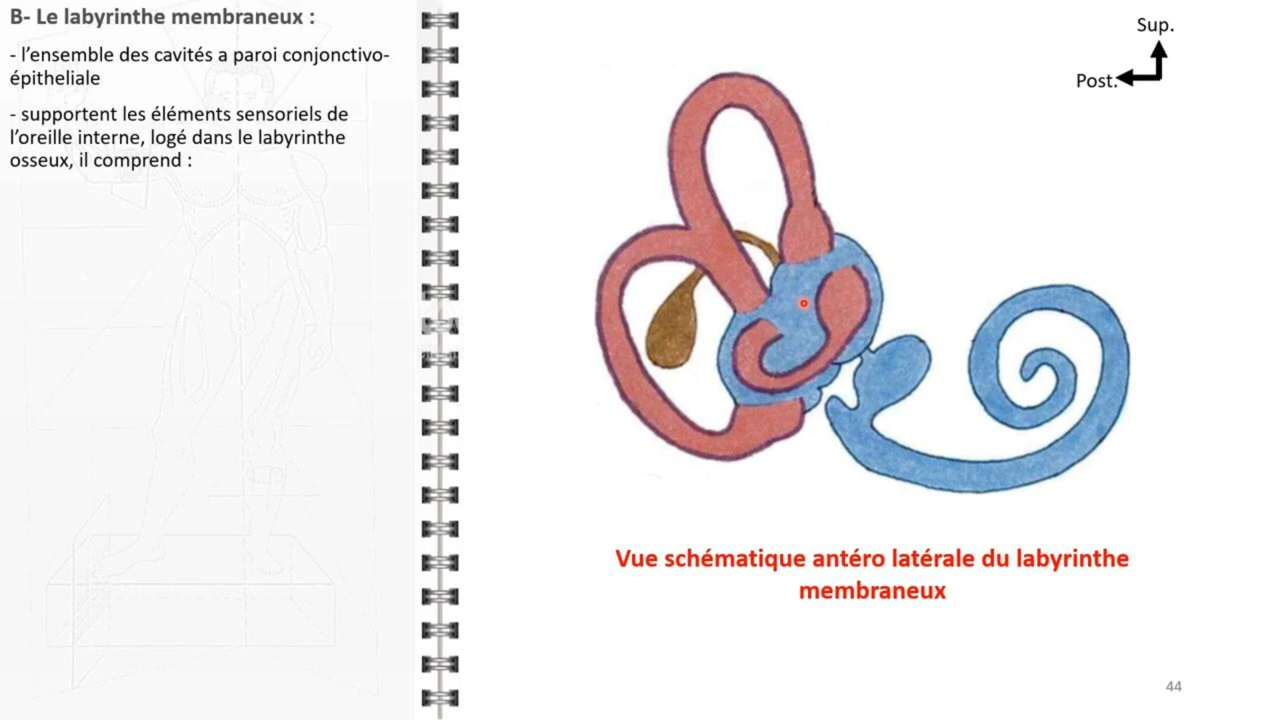 B- Le labyrinthe membraneux :
- l’ensemble des cavités a paroi conjonctivo-
épitheliale
- supportent les éléments sensoriels de
l’oreille interne, logé dans le labyrinthe
osseux, il comprend :
Sup.
Post.
Vue schématique antéro latérale du labyrinthe
membraneux
44